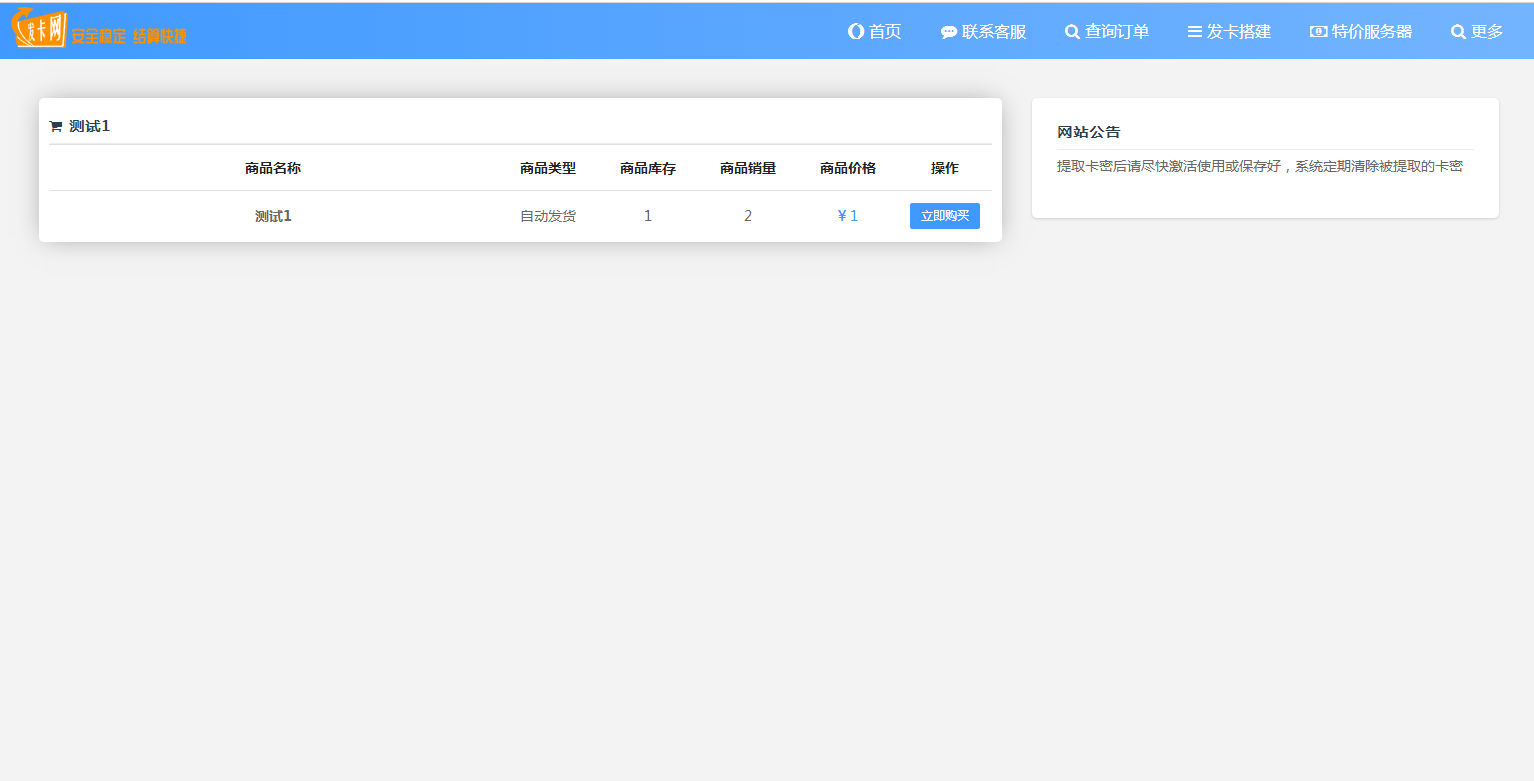 发卡网 安全稳定 结算快捷
首页 联系客服 查询订单 发卡搭建 特价服务器 更多
测试1
商品名称 商品类型 商品库存 商品销量 商品价格 操作
测试1 自动发货 1 2 ¥ 1 立即购买
网站公告
提取卡密后请尽快激活使用或保存好，系统定期清除被提取的卡密